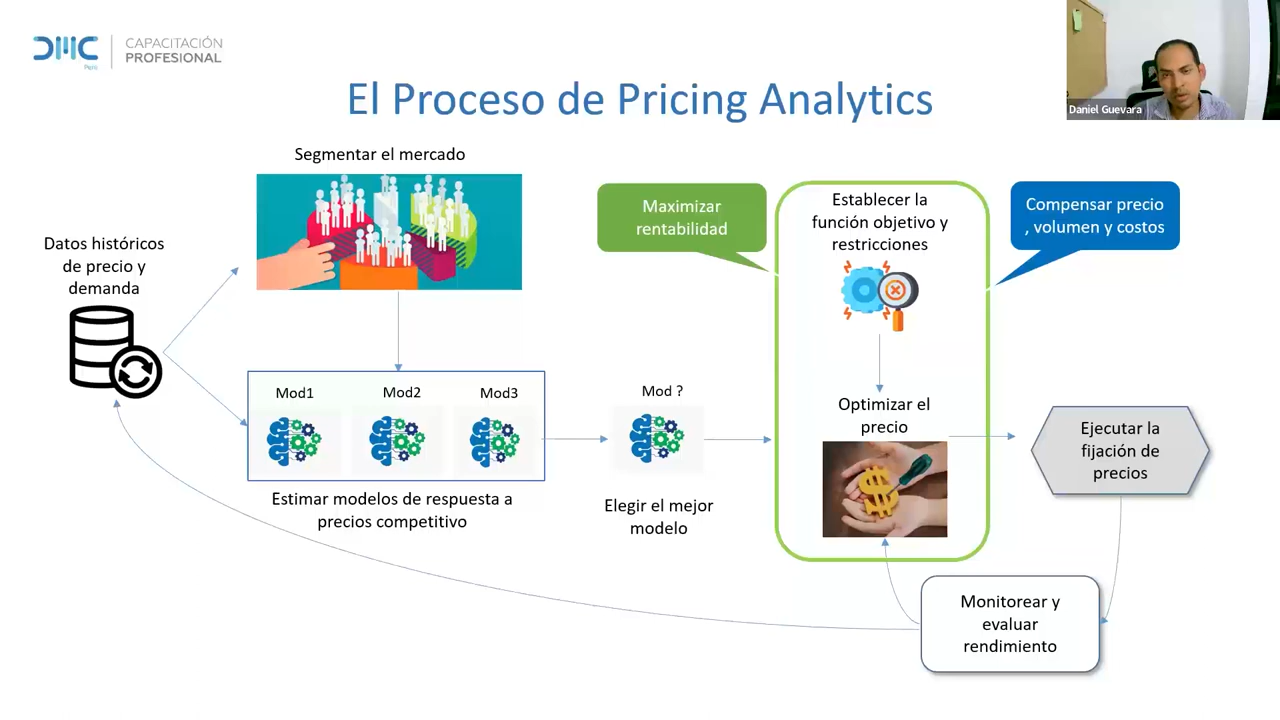 DMC
Perú
CAPACITACIÓN
PROFESIONAL
Daniel Guevara
El Proceso de Pricing Analytics
Segmentar el mercado
Datos históricos
de precio y
demanda
Mod1
Mod2
Mod3
Estimar modelos de respuesta a
precios competitivo
Mod ?
Elegir el mejor
modelo
Maximizar
rentabilidad
Establecer la
función objetivo y
restricciones
Compensar precio
, volumen y costos
Optimizar el
precio
Ejecutar la
fijación de
precios
Monitorear y
evaluar
rendimiento